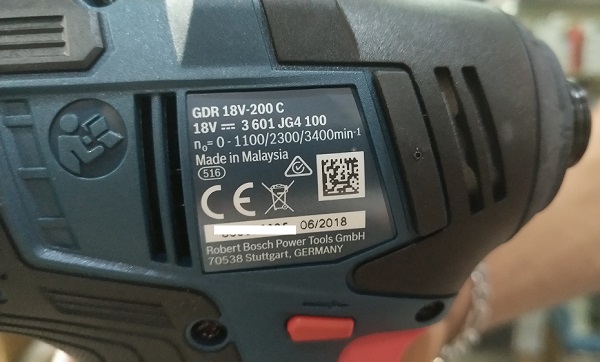 GDR 18V-200 C
18V ⎓ 3 601 JG4 100
n₀= 0 - 1100/2300/3400min-¹
Made in Malaysia
516
CE
06/2018
Robert Bosch Power Tools GmbH
70538 Stuttgart, GERMANY